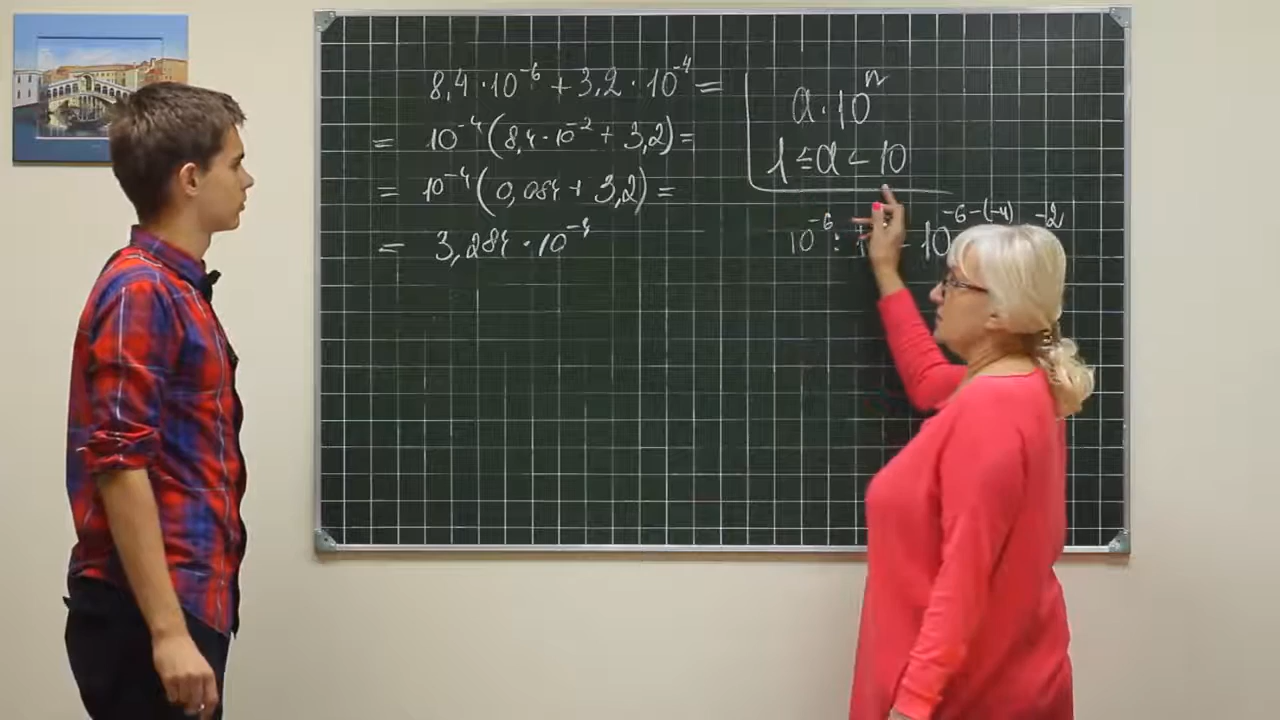 8,4 · 10⁻⁶ + 3,2 · 10⁻⁴ =
= 10⁻⁴(8,4 · 10⁻² + 3,2) =
= 10⁻⁴(0,084 + 3,2) =
= 3,284 · 10⁻⁴
a · 10ⁿ
1 ≤ a < 10
10⁻⁶ : 10⁻⁶⁻⁽⁻⁴⁾ -2